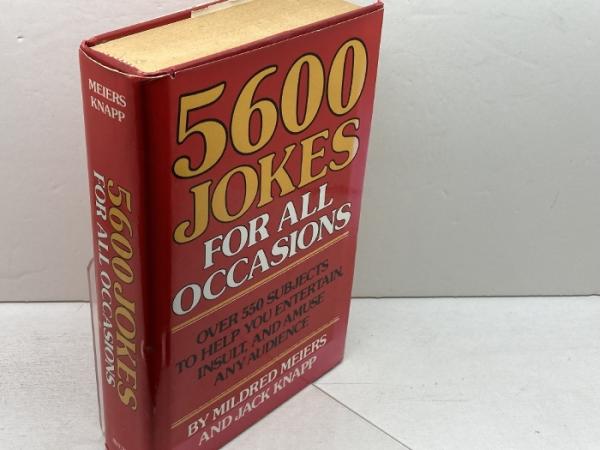 MEIERS
KNAPP
5600 JOKES
FOR ALL OCCASIONS
5600
JOKES
FOR ALL
OCCASIONS
OVER 550 SUBJECTS
TO HELP YOU ENTERTAIN,
INSULT, AND AMUSE
ANY AUDIENCE
BY MILDRED MEIERS
AND JACK KNAPP